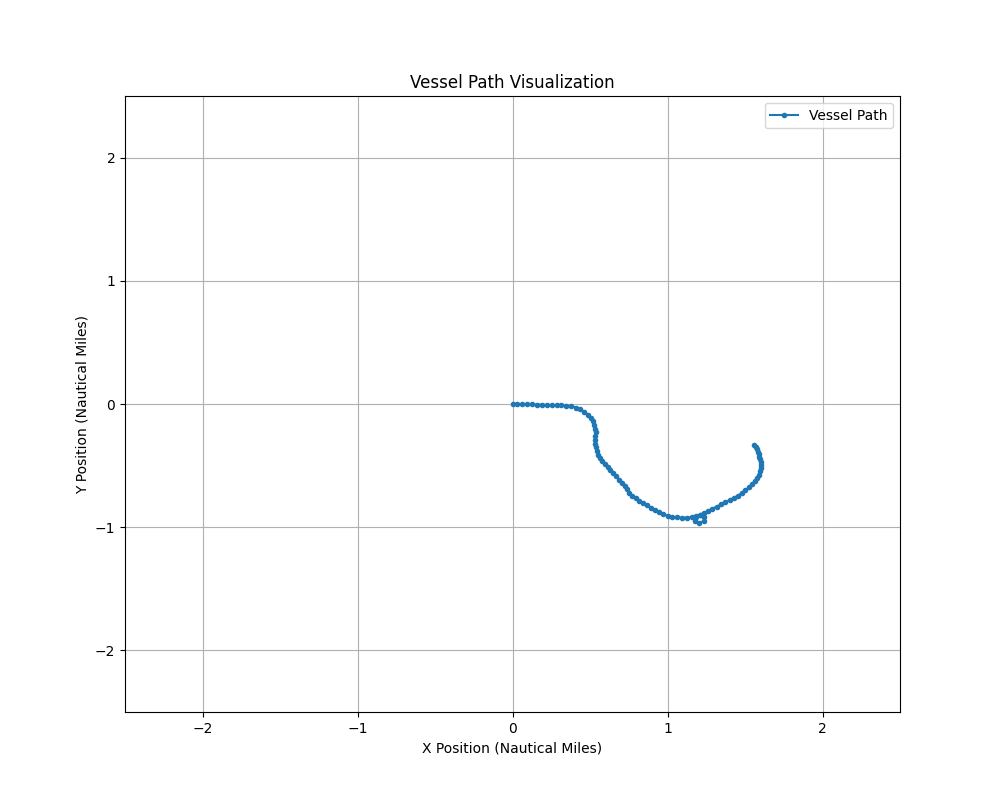 Vessel Path Visualization
Vessel Path
2
1
0
−1
−2
Y Position (Nautical Miles)
−2 −1 0 1 2
X Position (Nautical Miles)